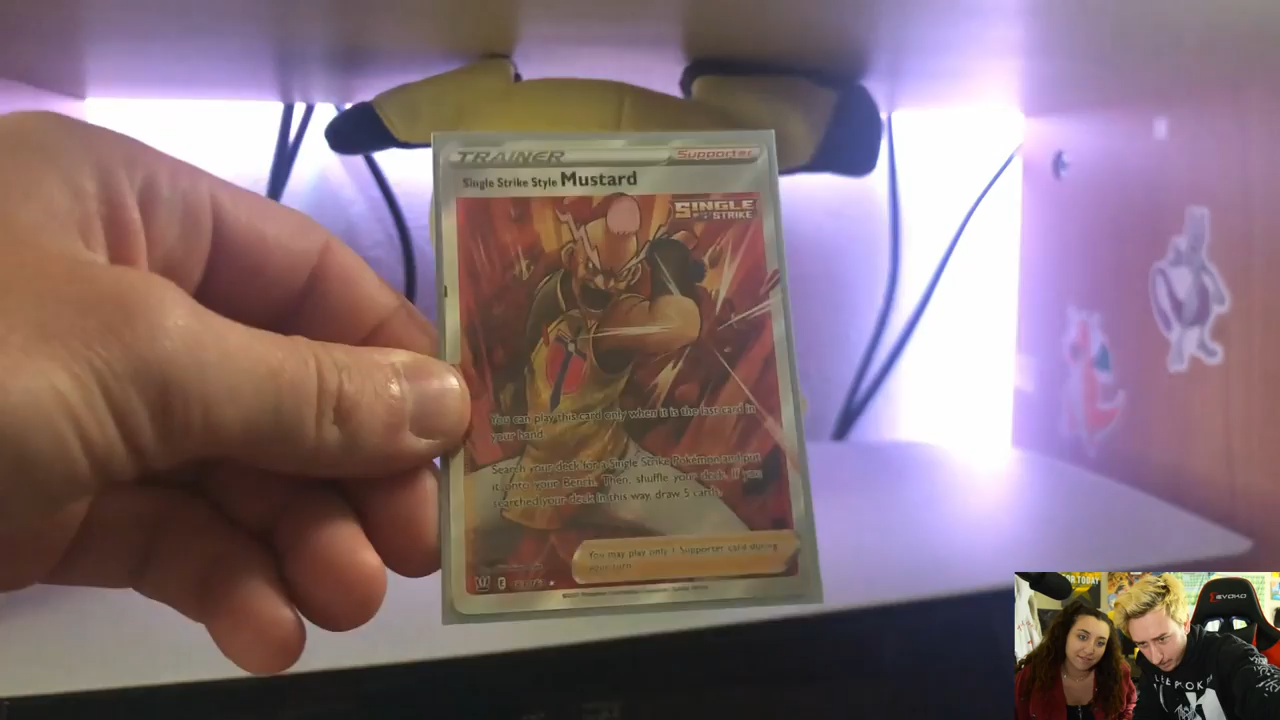 TRAINER
Supporter
Single Strike Style Mustard
SINGLE
STRIKE
You can play this card only when it is the last card in
your hand.
Search your deck for a Single Strike Pokémon and put
it onto your Bench. Then, shuffle your deck. If you
searched your deck in this way, draw 5 cards.
You may play only 1 Supporter card during
your turn.
E
FOR TODAY
EVOKO